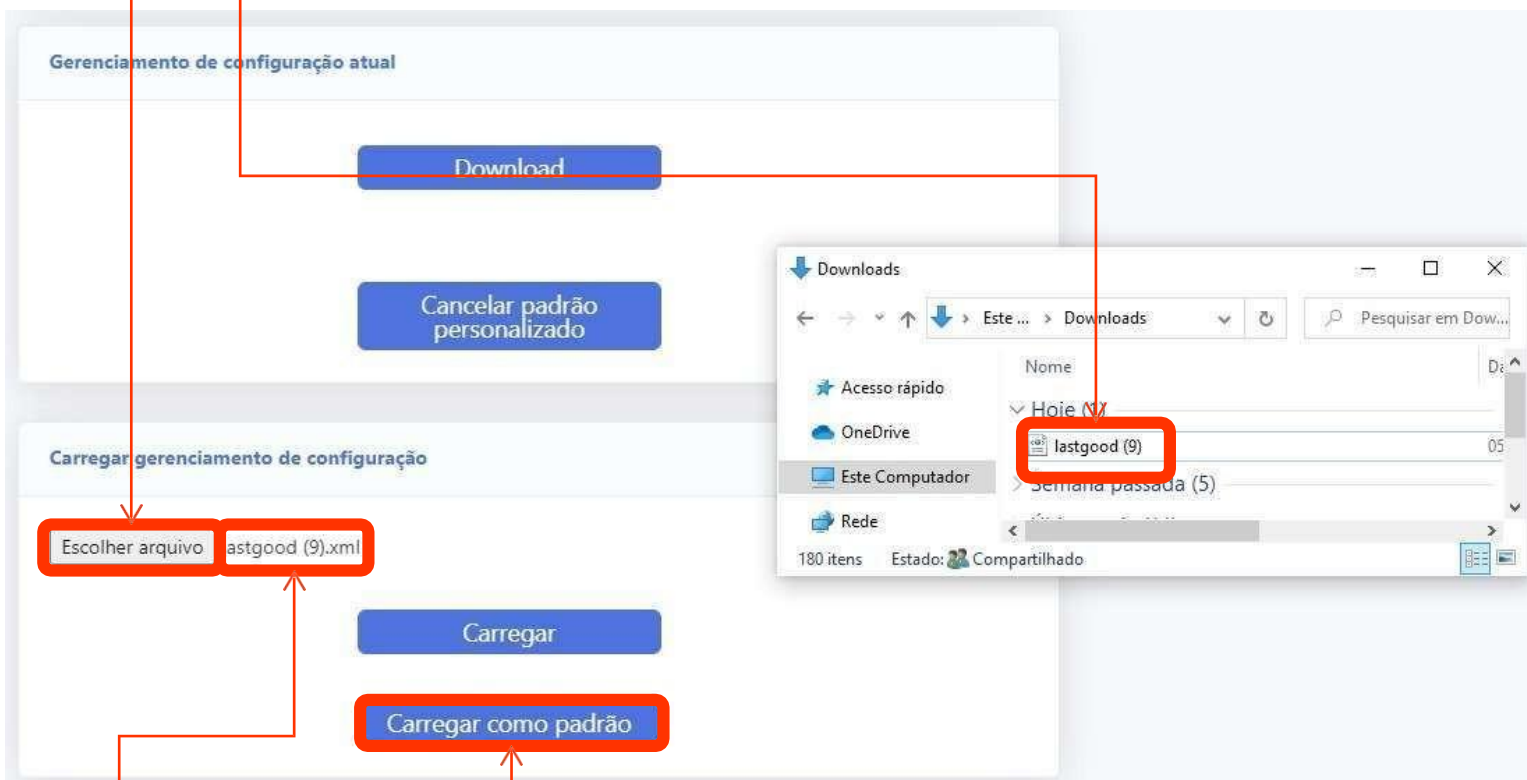 Gerenciamento de configuração atual
Download
Cancelar padrão
personalizado
Downloads
Este ... > Downloads
Pesquisar em Dow...
Nome
Acesso rápido
Hoje (1)
OneDrive
lastgood (9)
05
Este Computador
Semana passada (5)
Rede
180 itens Estado: Compartilhado
Carregar gerenciamento de configuração
Escolher arquivo astgood (9).xml
Carregar
Carregar como padrão